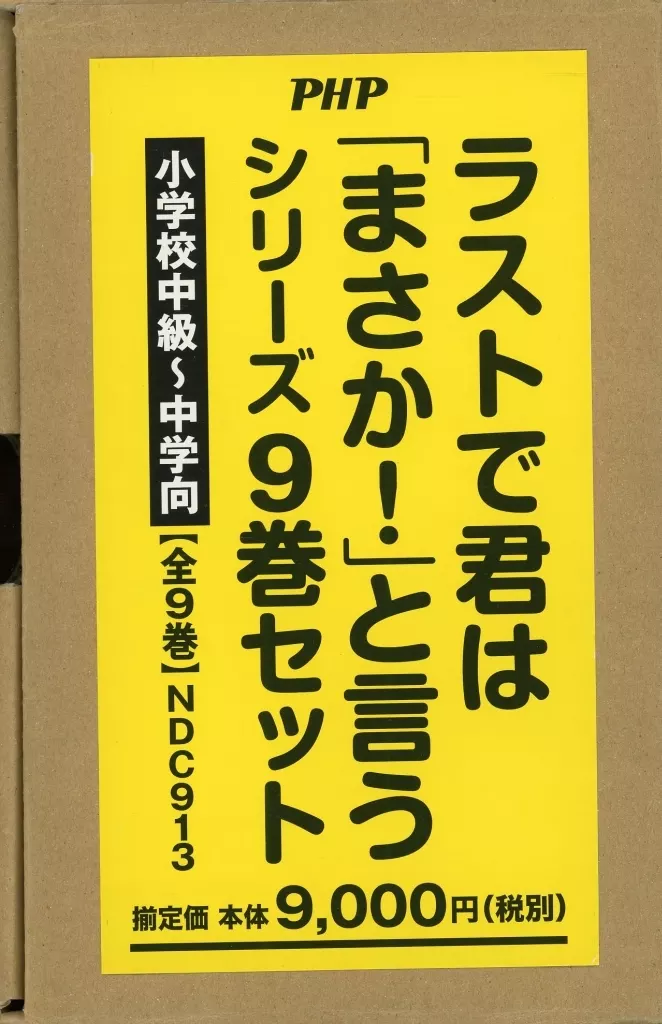 PHP
ラストで君は
「まさか!」と言う
シリーズ9巻セット
小学校中級~中学向
【全9巻】NDC913
揃定価 本体9,000円(税別)